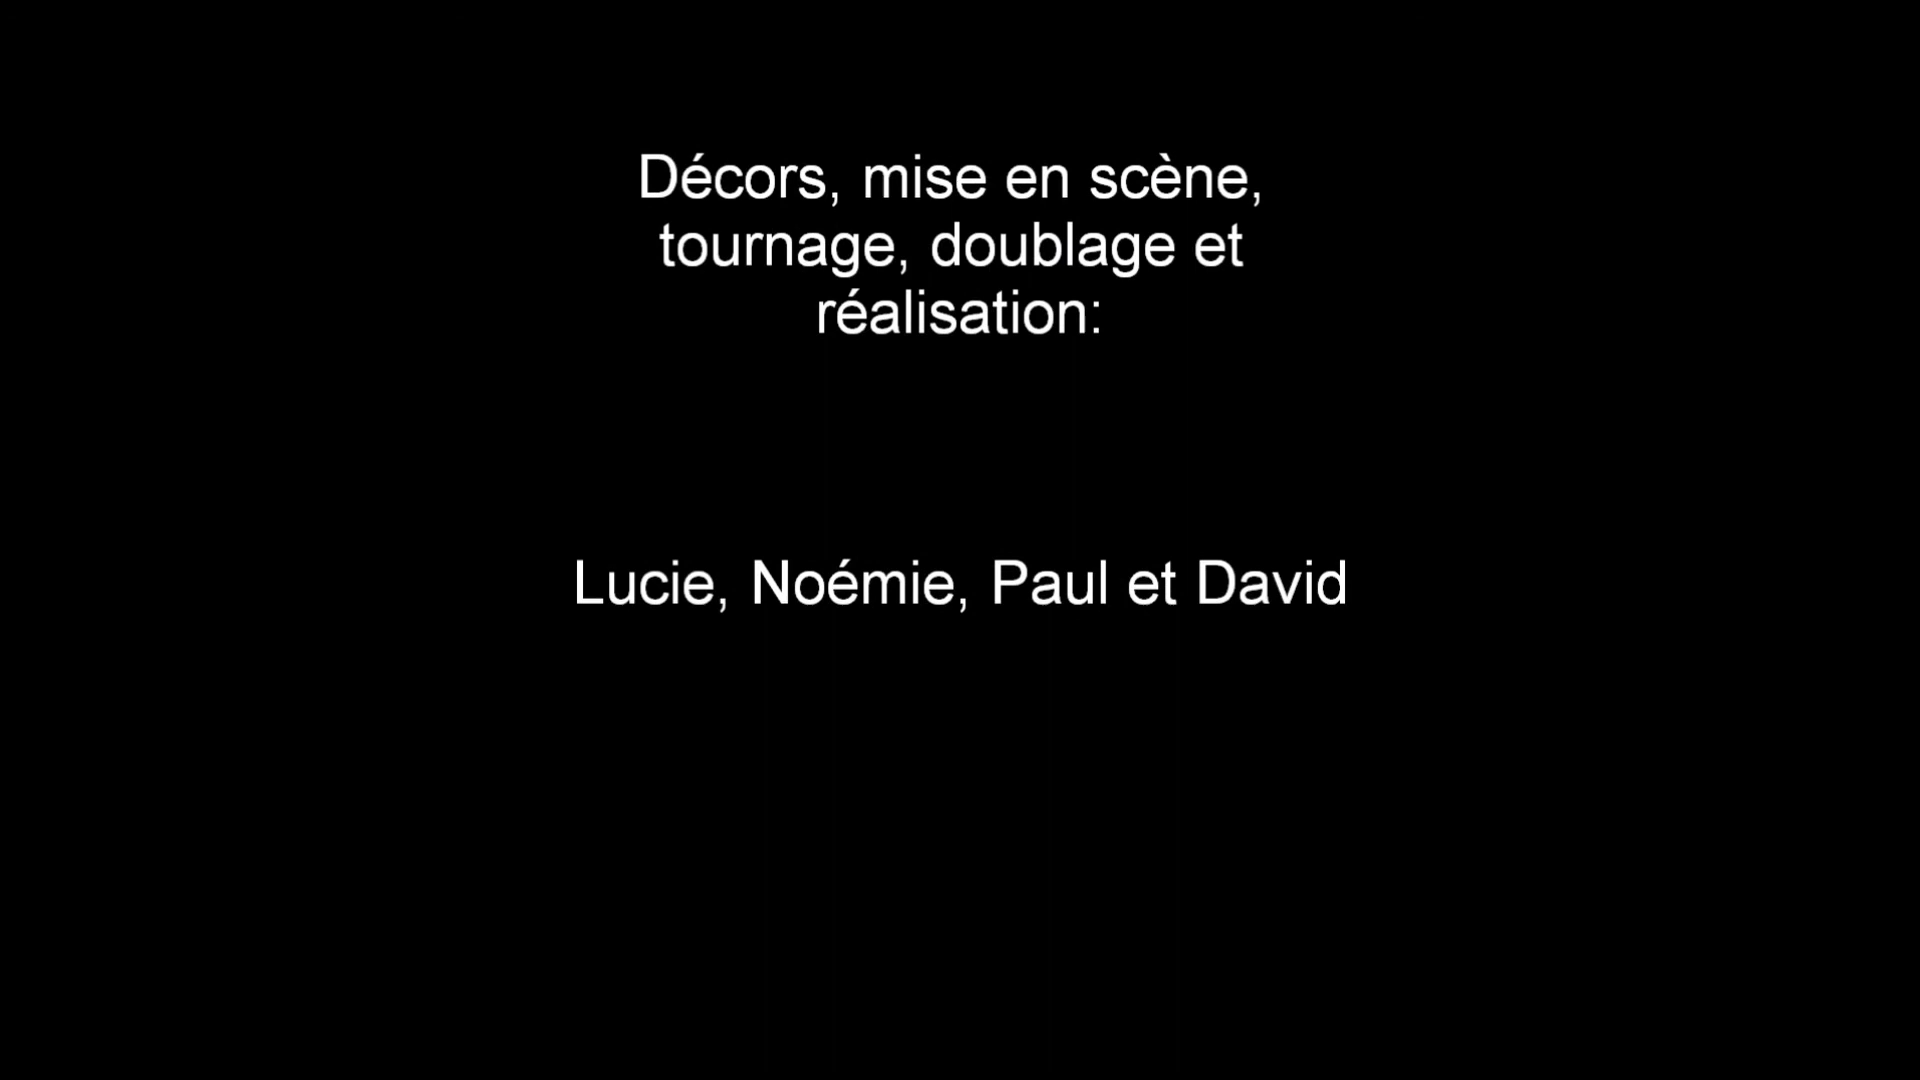 Décors, mise en scène,
tournage, doublage et
réalisation:
Lucie, Noémie, Paul et David